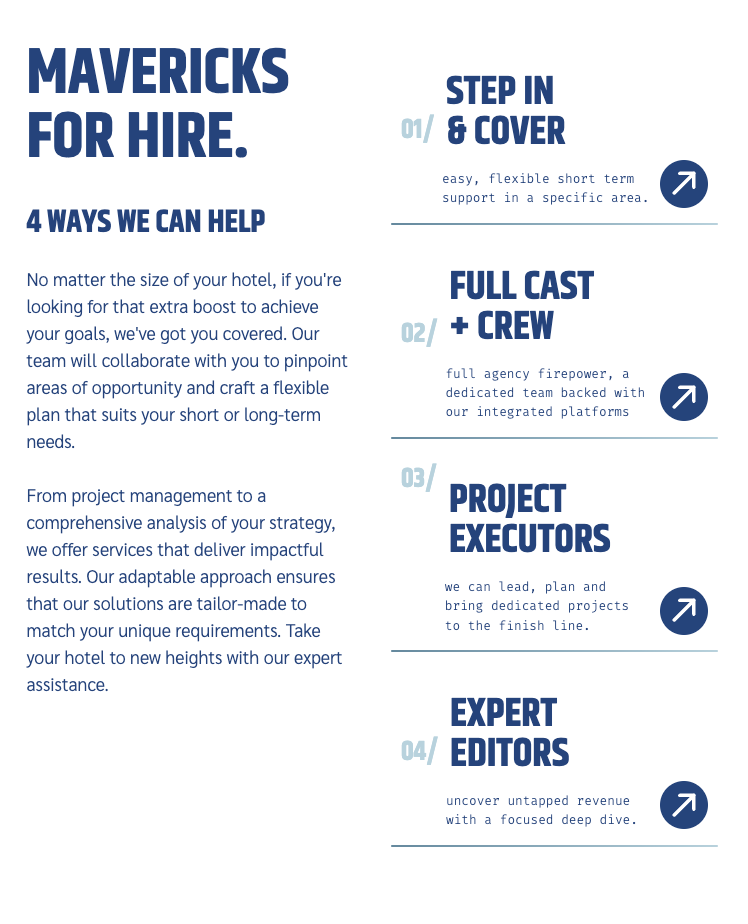 MAVERICKS
FOR HIRE.
4 WAYS WE CAN HELP
No matter the size of your hotel, if you're
looking for that extra boost to achieve
your goals, we've got you covered. Our
team will collaborate with you to pinpoint
areas of opportunity and craft a flexible
plan that suits your short or long-term
needs.
From project management to a
comprehensive analysis of your strategy,
we offer services that deliver impactful
results. Our adaptable approach ensures
that our solutions are tailor-made to
match your unique requirements. Take
your hotel to new heights with our expert
assistance.
01/
STEP IN
& COVER
easy, flexible short term
support in a specific area.
02/
FULL CAST
+ CREW
full agency firepower, a
dedicated team backed with
our integrated platforms
03/
PROJECT
EXECUTORS
we can lead, plan and
bring dedicated projects
to the finish line.
04/
EXPERT
EDITORS
uncover untapped revenue
with a focused deep dive.